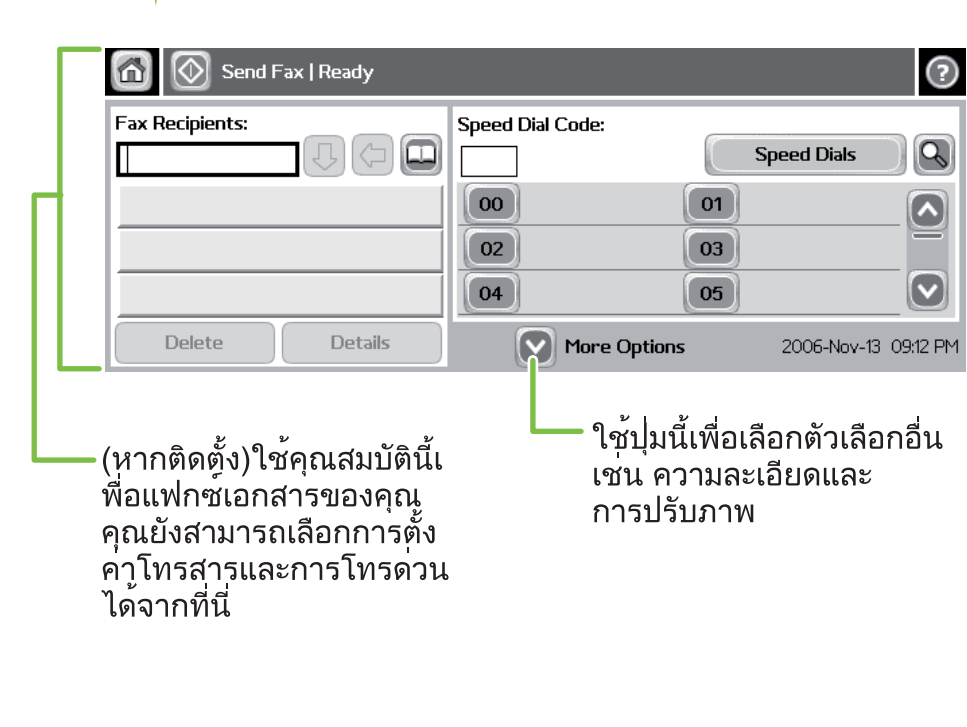 Send Fax | Ready
?
Fax Recipients:
Speed Dial Code:
Speed Dials
00 01
02 03
04 05
Delete Details
More Options 2006-Nov-13 09:12 PM
(หากติดตั้ง)ใช้คุณสมบัตินี้เ
พื่อแฟกซ์เอกสารของคุณ
คุณยังสามารถเลือกการตั้ง
ค่าโทรสารและการโทรด่วน
ได้จากที่นี่
ใช้ปุ่มนี้เพื่อเลือกตัวเลือกอื่น
เช่น ความละเอียดและ
การปรับภาพ